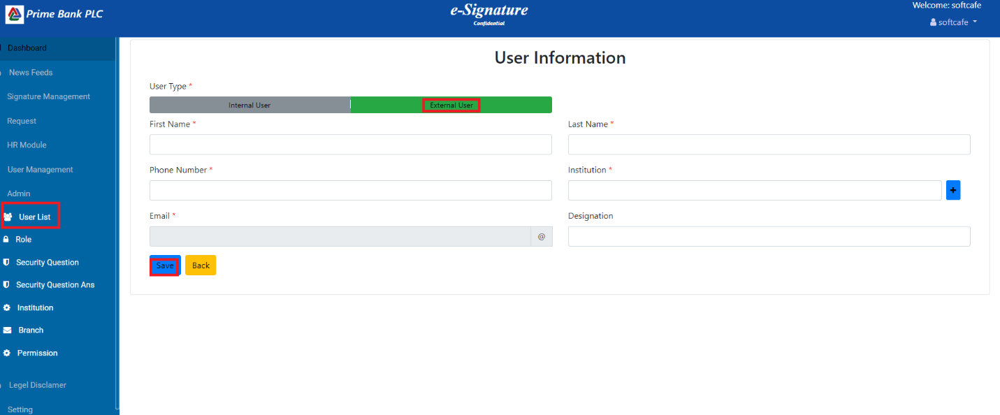 Prime Bank PLC
e-Signature
Confidential
Welcome: softcafe
softcafe
Dashboard
News Feeds
Signature Management
Request
HR Module
User Management
Admin
User List
Role
Security Question
Security Question Ans
Institution
Branch
Permission
Legel Disclamer
Setting
User Information
User Type *
Internal User External User
First Name * Last Name *
Phone Number * Institution *
+
Email * Designation
@
Save Back